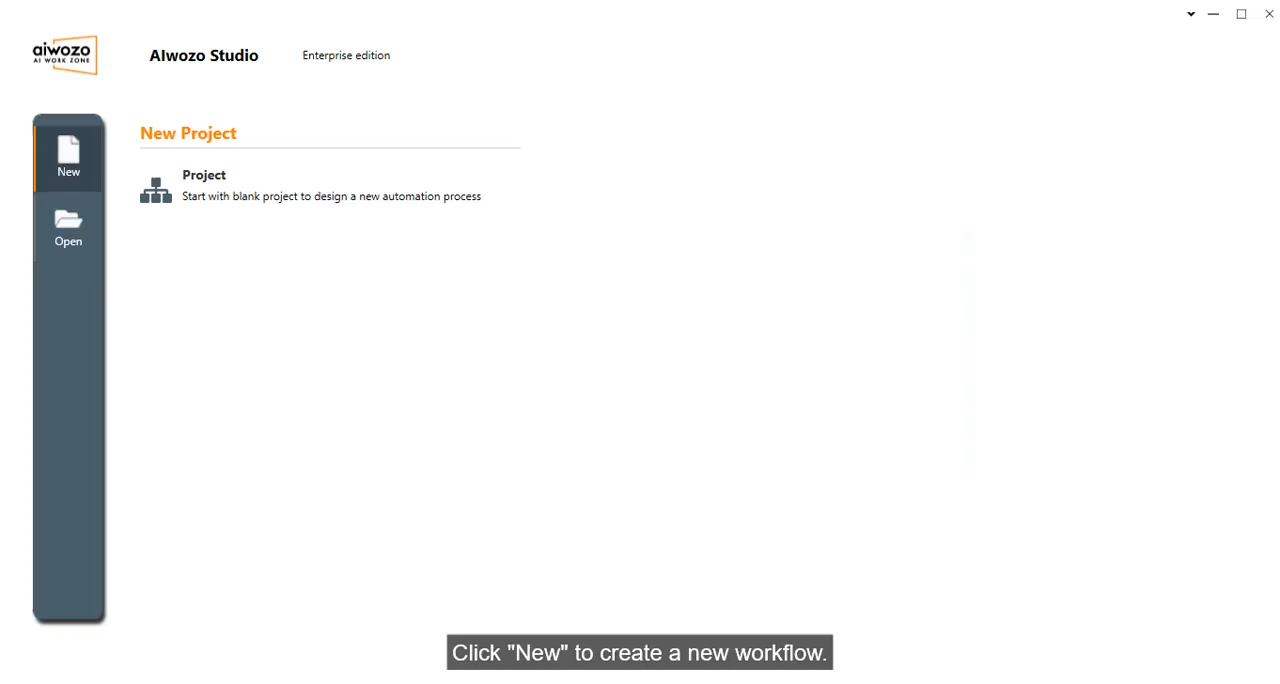 aiwozo
AI WORK ZONE
AIwozo Studio
Enterprise edition
New
Open
New Project
Project
Start with blank project to design a new automation process
Click "New" to create a new workflow.